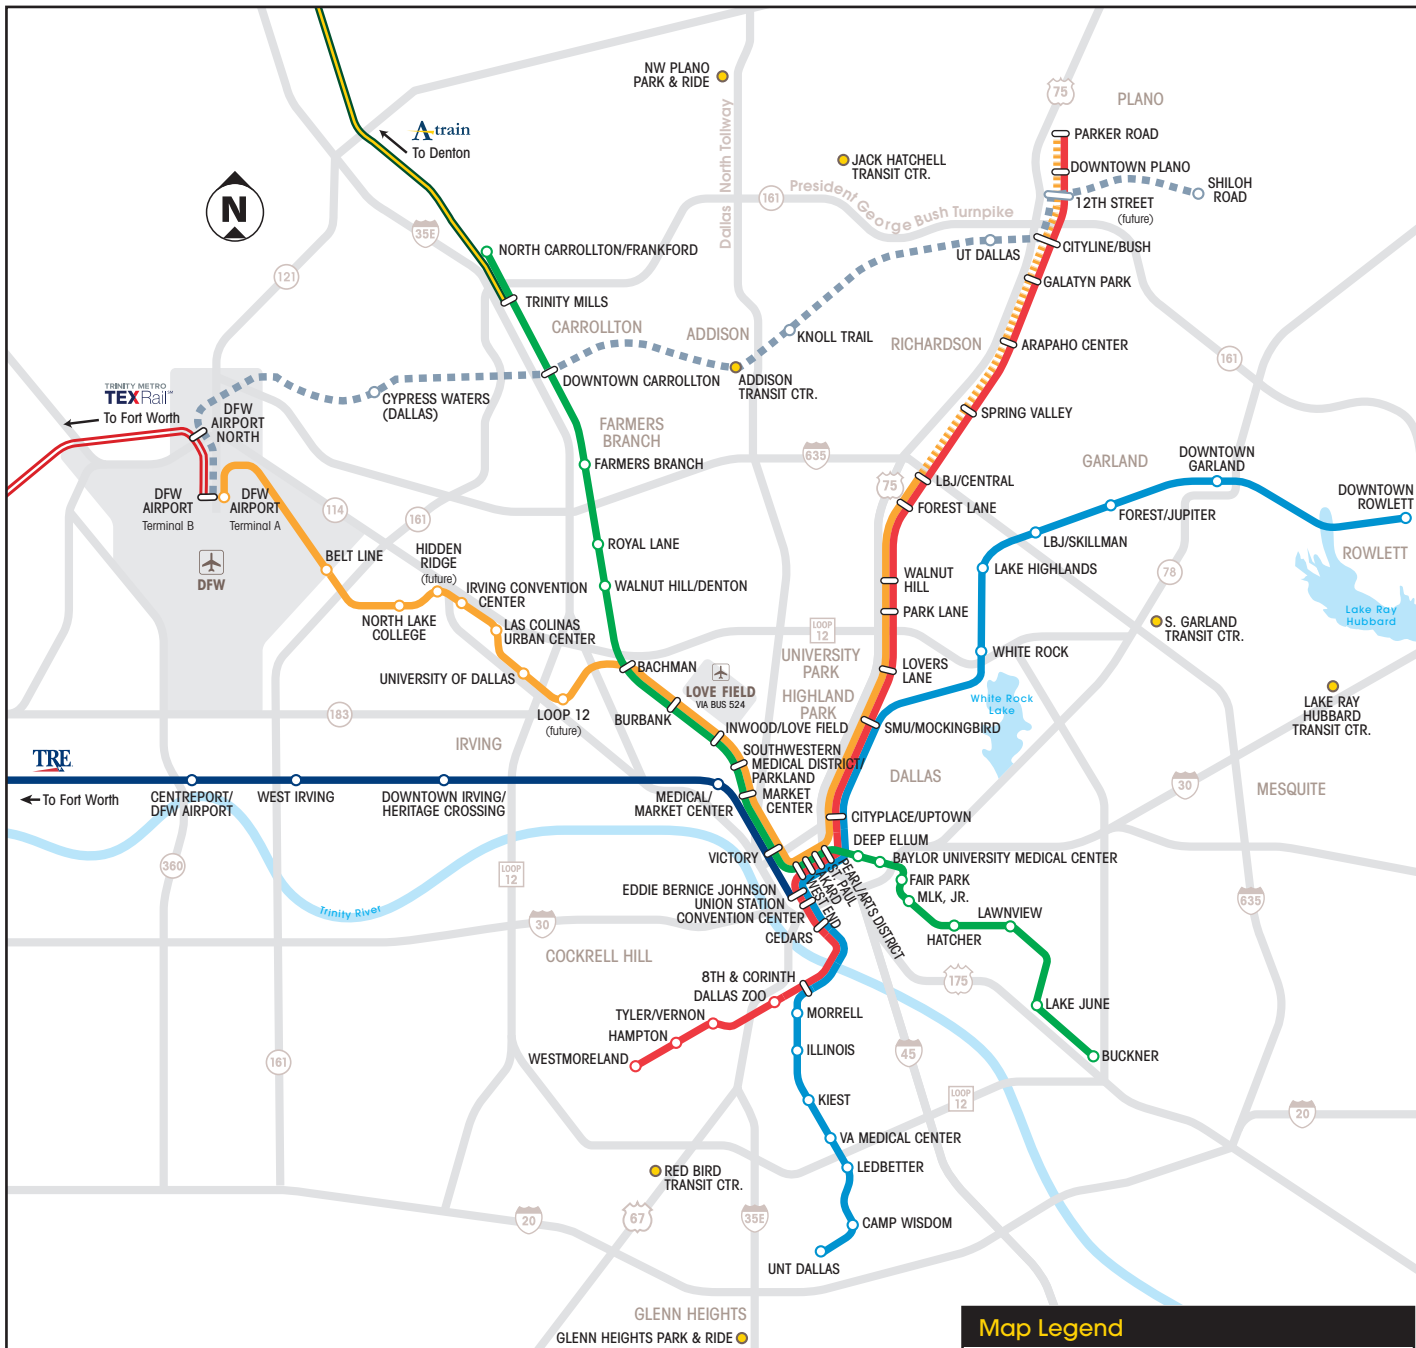 NW PLANO
PARK & RIDE
75
PLANO
A train
To Denton
PARKER ROAD
Dallas North Tollway
JACK HATCHELL
TRANSIT CTR.
DOWNTOWN PLANO
N
161
President George Bush Turnpike
SHILOH
ROAD
12TH STREET
(future)
35E
NORTH CARROLLTON/FRANKFORD
UT DALLAS
CITYLINE/BUSH
121
GALATYN PARK
TRINITY MILLS
CARROLLTON
ADDISON
KNOLL TRAIL
RICHARDSON
ARAPAHO CENTER
161
DOWNTOWN CARROLLTON
ADDISON
TRANSIT CTR.
TRINITY METRO
TEXRail℠
To Fort Worth
CYPRESS WATERS
(DALLAS)
DFW
AIRPORT
NORTH
SPRING VALLEY
FARMERS
BRANCH
635
GARLAND
DOWNTOWN
GARLAND
FARMERS BRANCH
LBJ/CENTRAL
75
DOWNTOWN
ROWLETT
DFW
AIRPORT
Terminal B
DFW
AIRPORT
Terminal A
114
161
FOREST LANE
FOREST/JUPITER
LBJ/SKILLMAN
ROYAL LANE
HIDDEN
RIDGE
(future)
BELT LINE
ROWLETT
LAKE HIGHLANDS
78
DFW
WALNUT
HILL
WALNUT HILL/DENTON
IRVING CONVENTION
CENTER
PARK LANE
Lake Ray
Hubbard
NORTH LAKE
COLLEGE
LAS COLINAS
URBAN CENTER
S. GARLAND
TRANSIT CTR.
LOOP
12
UNIVERSITY
PARK
WHITE ROCK
BACHMAN
LOVERS
LANE
UNIVERSITY OF DALLAS
LOVE FIELD
VIA BUS 524
HIGHLAND
PARK
White Rock
Lake
LAKE RAY
HUBBARD
TRANSIT CTR.
183
LOOP 12
(future)
BURBANK
INWOOD/LOVE FIELD
SMU/MOCKINGBIRD
IRVING
SOUTHWESTERN
MEDICAL DISTRICT/
PARKLAND
TRE
DALLAS
30
MESQUITE
To Fort Worth
CENTREPORT/
DFW AIRPORT
WEST IRVING
DOWNTOWN IRVING/
HERITAGE CROSSING
MEDICAL/
MARKET CENTER
MARKET
CENTER
CITYPLACE/UPTOWN
DEEP ELLUM
360
LOOP
12
VICTORY
BAYLOR UNIVERSITY MEDICAL CENTER
FAIR PARK
PEARL/ARTS DISTRICT
ST. PAUL
AKARD
WEST END
EDDIE BERNICE JOHNSON
UNION STATION
MLK, JR.
635
Trinity River
CONVENTION CENTER
LAWNVIEW
30
CEDARS
HATCHER
COCKRELL HILL
8TH & CORINTH
175
DALLAS ZOO
LAKE JUNE
TYLER/VERNON
MORRELL
HAMPTON
45
ILLINOIS
WESTMORELAND
BUCKNER
161
KIEST
LOOP
12
20
VA MEDICAL CENTER
LEDBETTER
RED BIRD
TRANSIT CTR.
20
67
35E
CAMP WISDOM
UNT DALLAS
GLENN HEIGHTS
GLENN HEIGHTS PARK & RIDE
Map Legend